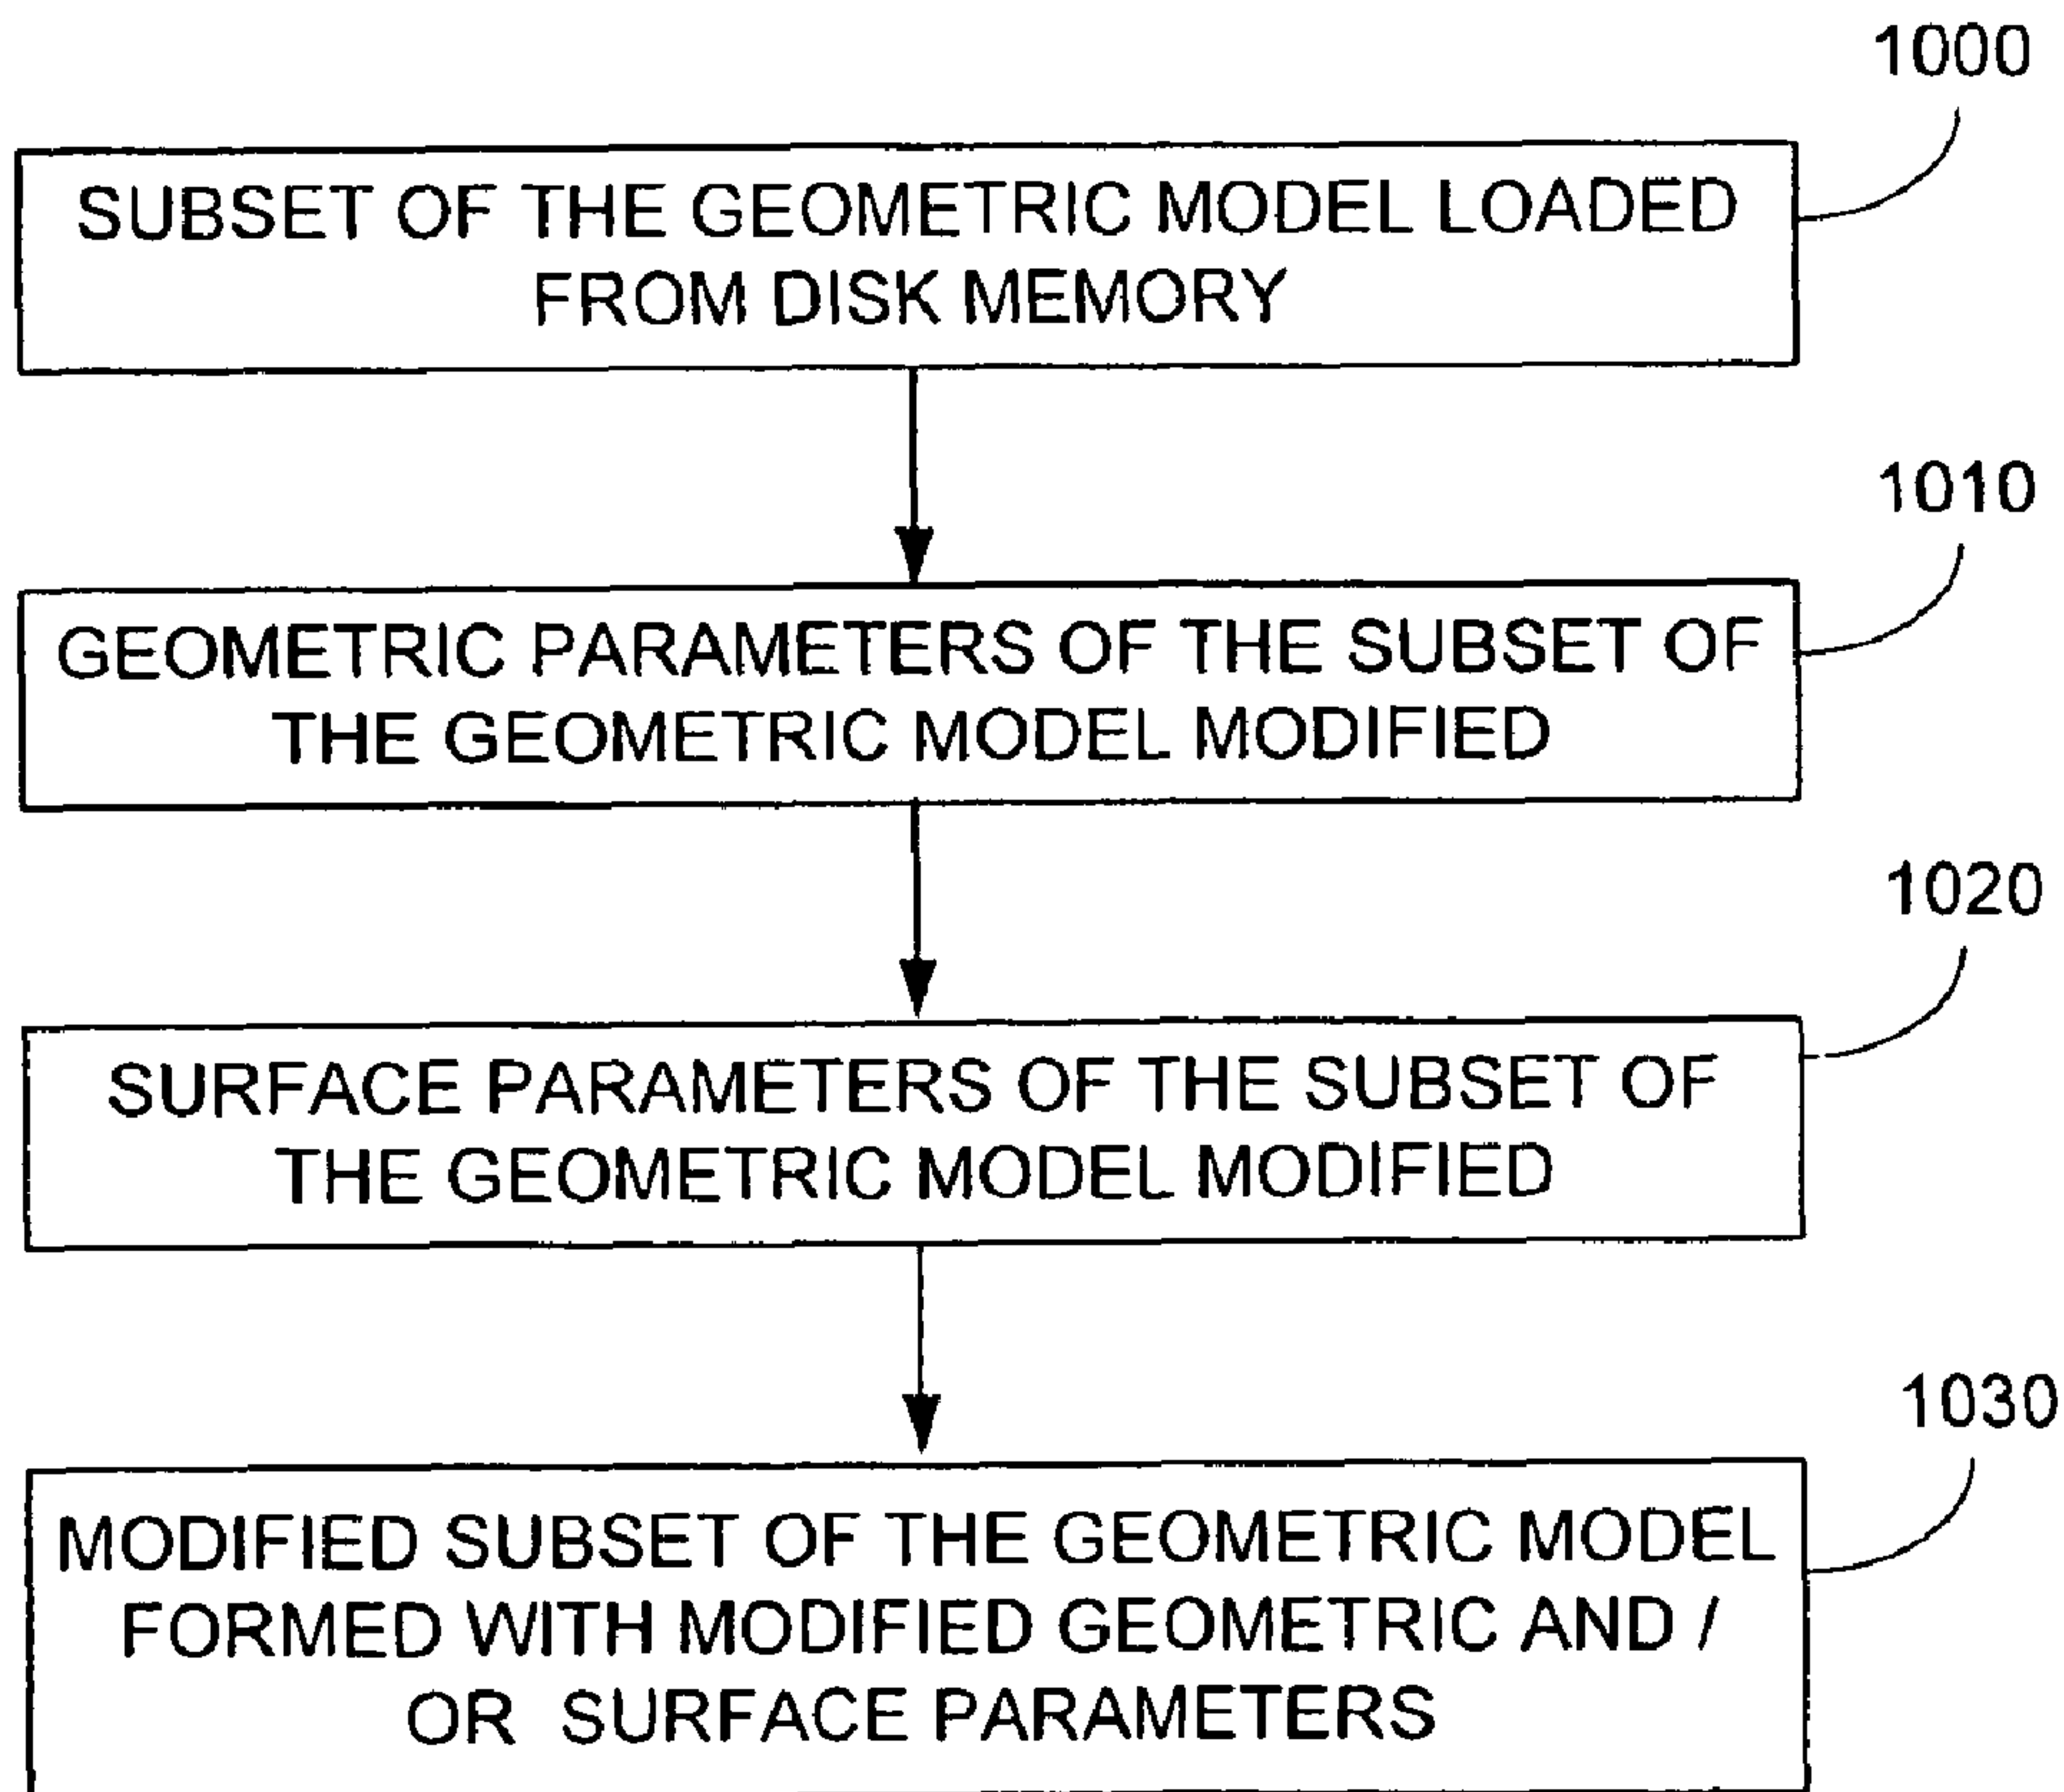 1000
SUBSET OF THE GEOMETRIC MODEL LOADED
FROM DISK MEMORY
1010
GEOMETRIC PARAMETERS OF THE SUBSET OF
THE GEOMETRIC MODEL MODIFIED
1020
SURFACE PARAMETERS OF THE SUBSET OF
THE GEOMETRIC MODEL MODIFIED
1030
MODIFIED SUBSET OF THE GEOMETRIC MODEL
FORMED WITH MODIFIED GEOMETRIC AND /
OR SURFACE PARAMETERS